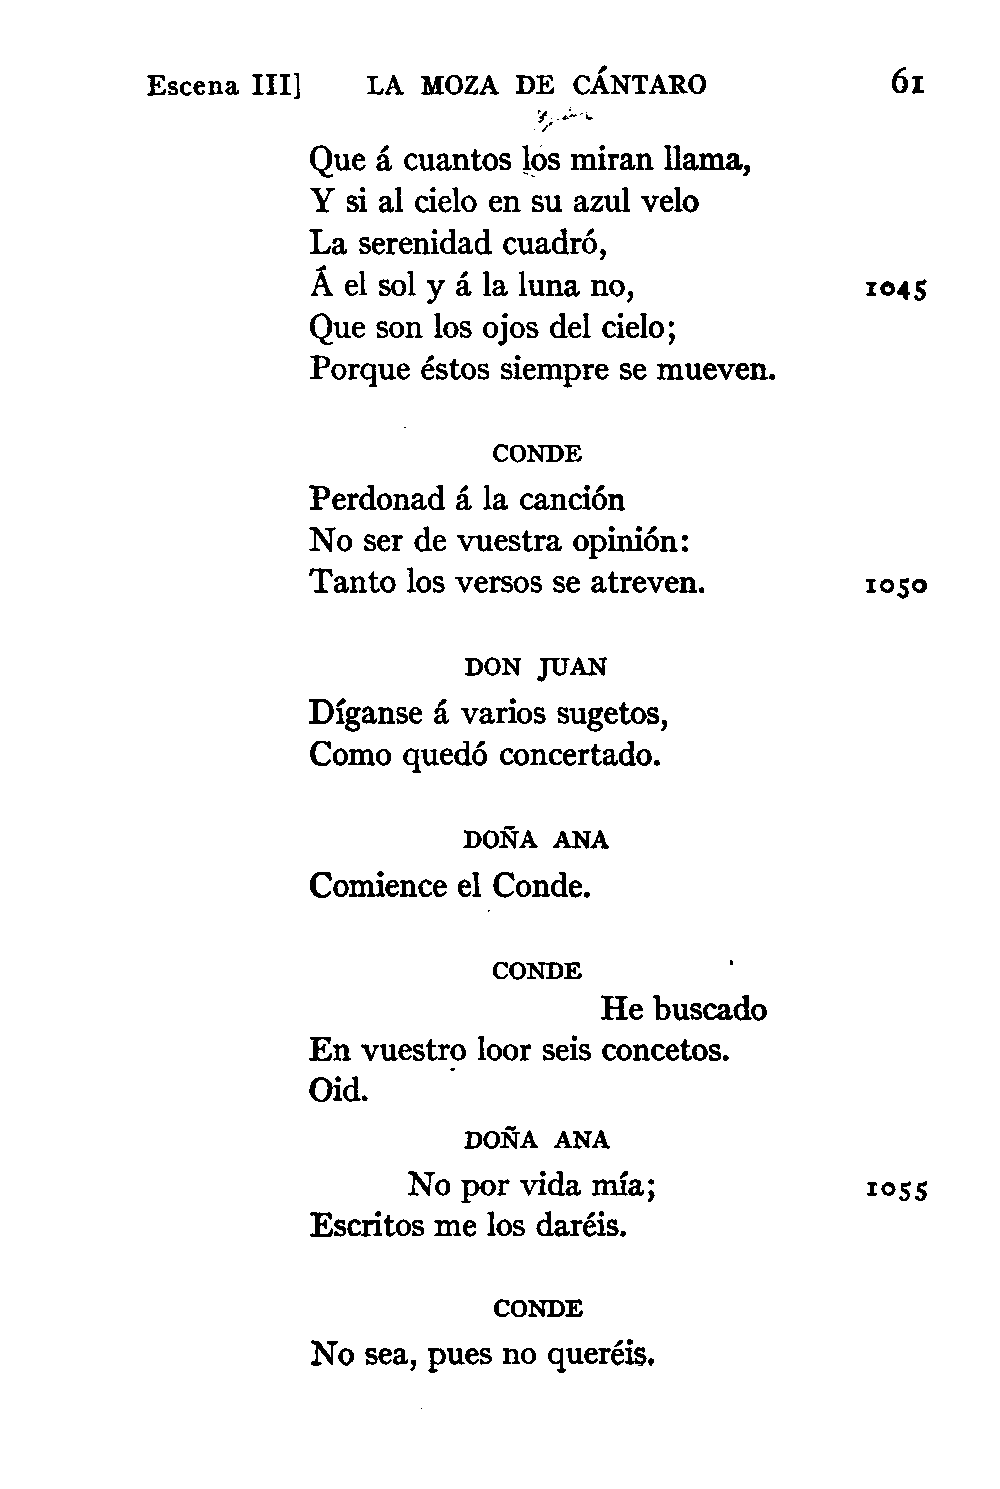 Escena III] LA MOZA DE CÁNTARO 61
Que á cuantos los miran llama,
Y si al cielo en su azul velo
La serenidad cuadró,
Á el sol y á la luna no, 1045
Que son los ojos del cielo;
Porque éstos siempre se mueven.
CONDE
Perdonad á la canción
No ser de vuestra opinión:
Tanto los versos se atreven. 1050
DON JUAN
Díganse á varios sugetos,
Como quedó concertado.
DOÑA ANA
Comience el Conde.
CONDE
He buscado
En vuestro loor seis concetos.
Oid.
DOÑA ANA
No por vida mía; 1055
Escritos me los daréis.
CONDE
No sea, pues no queréis.